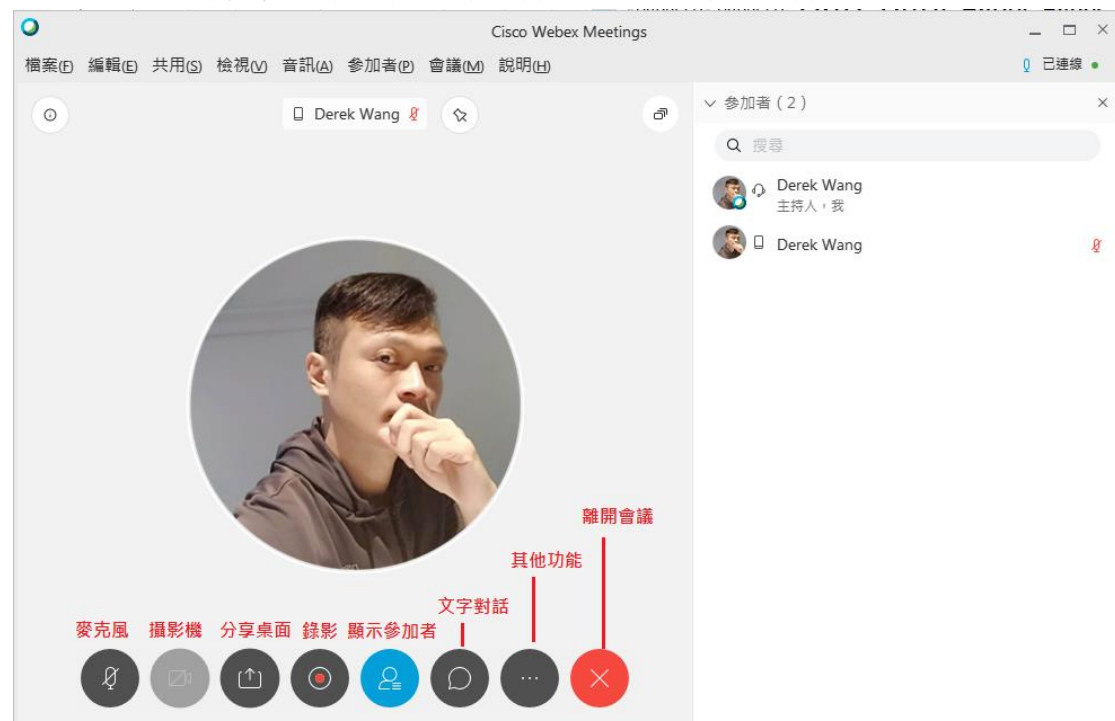 Cisco Webex Meetings
檔案(F) 編輯(E) 共用(S) 檢視(V) 音訊(A) 參加者(P) 會議(M) 說明(H)
已連線
Derek Wang
參加者 ( 2 )
搜尋
Derek Wang
主持人，我
Derek Wang
離開會議
其他功能
文字對話
麥克風 攝影機 分享桌面 錄影 顯示參加者